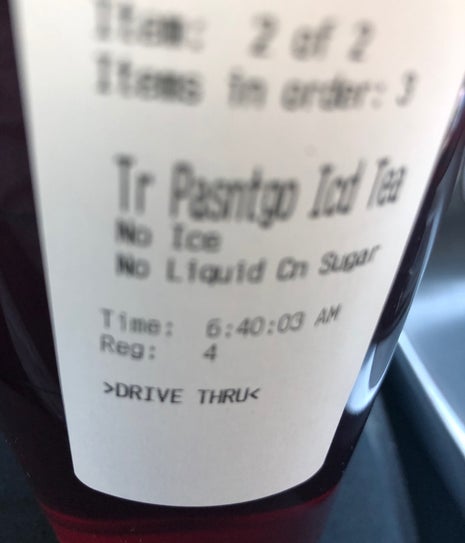 Item: 2 of 2
Items in order: 3
Tr Pasntgo Icd Tea
No Ice
No Liquid Cn Sugar
Time: 6:40:03 AM
Reg: 4
>DRIVE THRU<